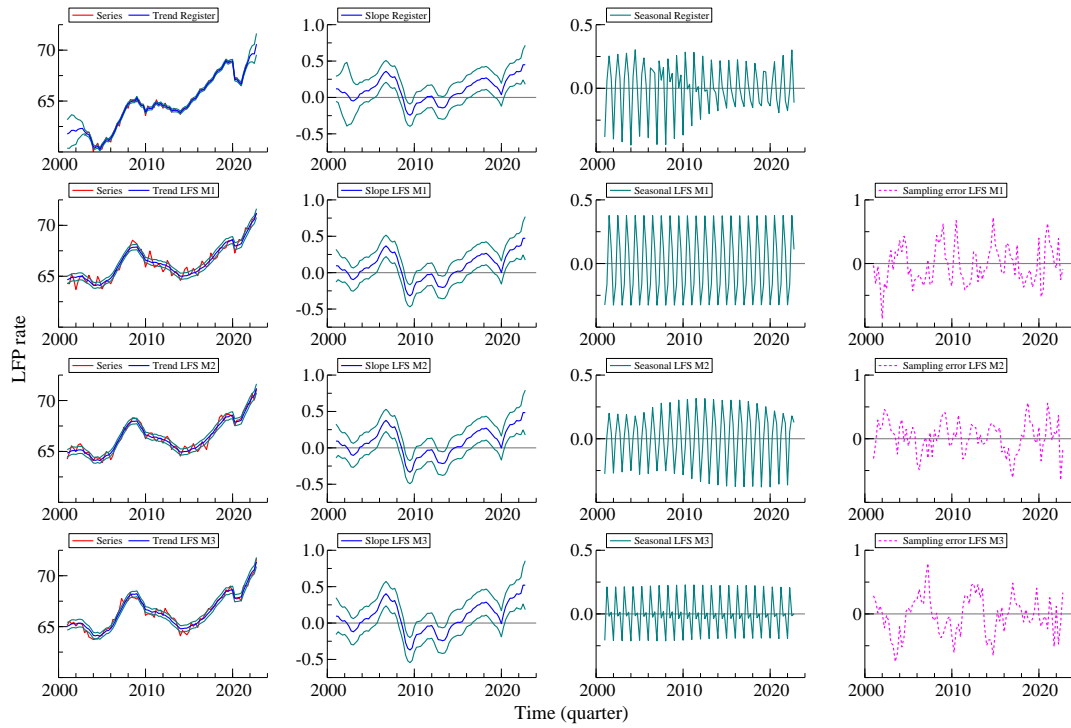 Series Trend Register
Slope Register
Seasonal Register
70
65
2000 2010 2020
1.0
0.5
0.0
-0.5
2000 2010 2020
0.5
0.0
2000 2010 2020
Series Trend LFS M1
Slope LFS M1
Seasonal LFS M1
Sampling error LFS M1
70
65
2000 2010 2020
1.0
0.5
0.0
-0.5
2000 2010 2020
0.5
0.0
2000 2010 2020
1
0
2000 2010 2020
Series Trend LFS M2
Slope LFS M2
Seasonal LFS M2
Sampling error LFS M2
70
65
2000 2010 2020
1.0
0.5
0.0
-0.5
2000 2010 2020
0.5
0.0
2000 2010 2020
1
0
2000 2010 2020
Series Trend LFS M3
Slope LFS M3
Seasonal LFS M3
Sampling error LFS M3
70
65
2000 2010 2020
1.0
0.5
0.0
-0.5
2000 2010 2020
0.5
0.0
2000 2010 2020
1
0
2000 2010 2020
LFP rate
Time (quarter)